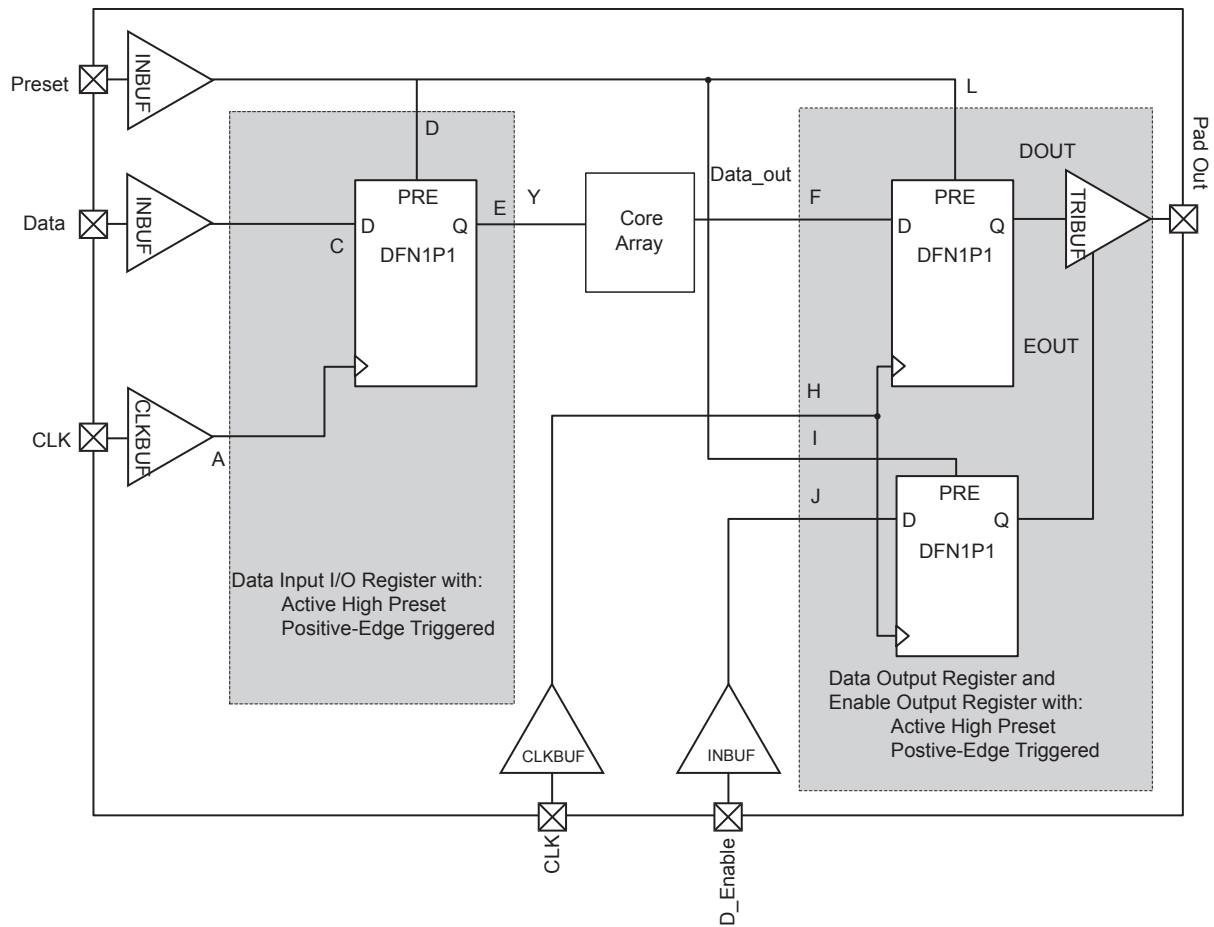 Preset
INBUF
L
D
Pad Out
DOUT
Data_out
PRE
PRE
TRIBUF
Data
INBUF
E
Y
Core
Array
F
C
D
Q
DFN1P1
D
Q
DFN1P1
EOUT
CLK
CLKBUF
A
H
I
PRE
J
D
Q
DFN1P1
Data Input I/O Register with:
Active High Preset
Positive-Edge Triggered
Data Output Register and
Enable Output Register with:
Active High Preset
Postive-Edge Triggered
CLKBUF
INBUF
CLK
D_Enable